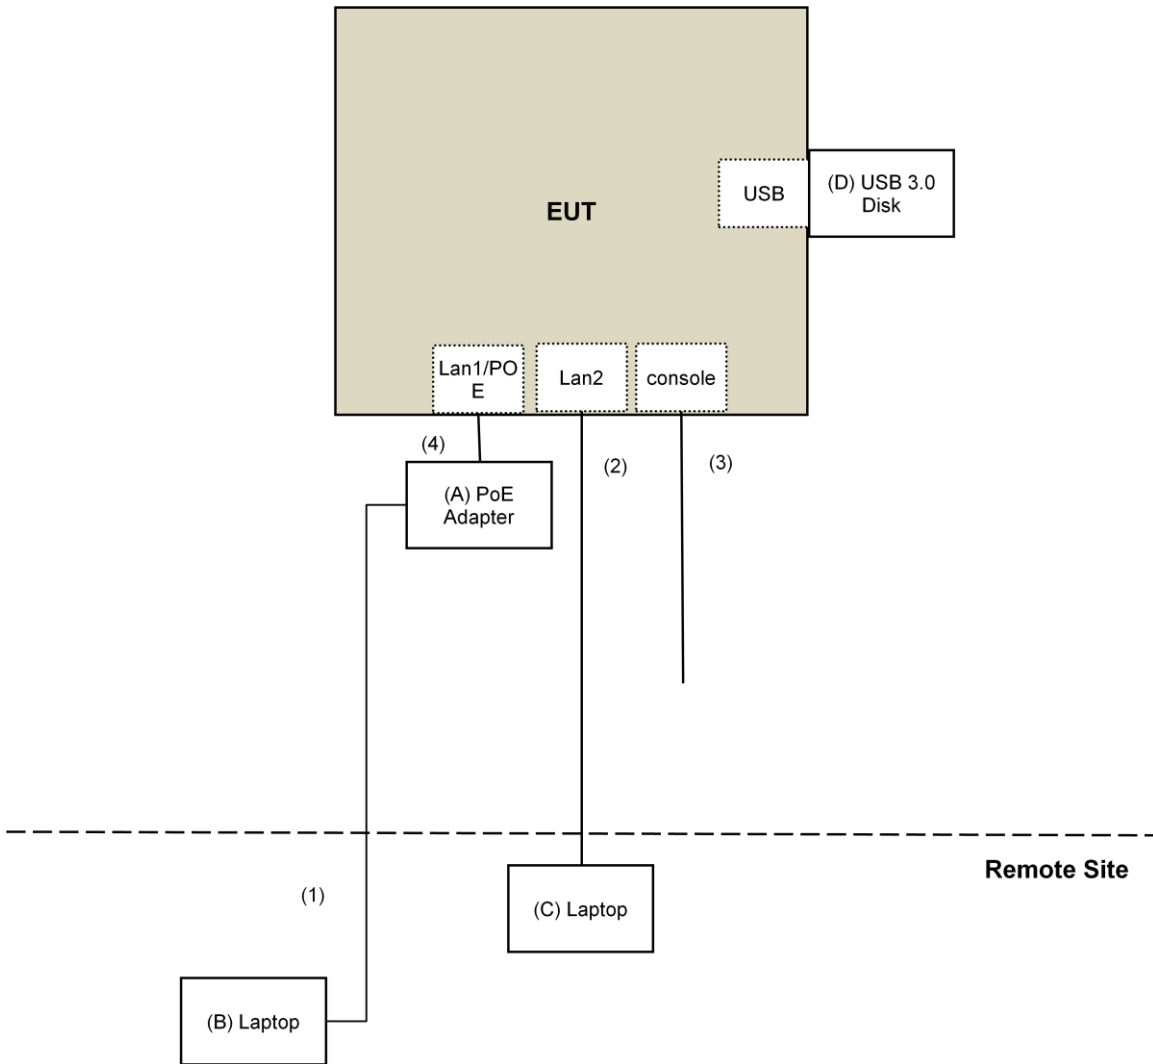 EUT
USB
(D) USB 3.0
Disk
Lan1/PO
E
Lan2
console
(4)
(2)
(3)
(A) PoE
Adapter
Remote Site
(1)
(C) Laptop
(B) Laptop